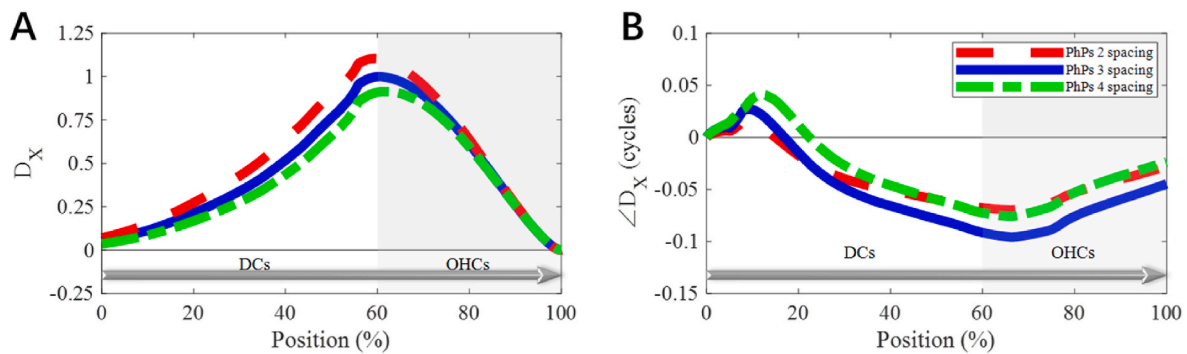 A
1.25
1
0.75
0.5
0.25
0
-0.25
D_X
DCs
OHCs
0 20 40 60 80 100
Position (%)
B
0.1
0.05
0
-0.05
-0.1
-0.15
∠D_X (cycles)
PhPs 2 spacing
PhPs 3 spacing
PhPs 4 spacing
DCs
OHCs
0 20 40 60 80 100
Position (%)